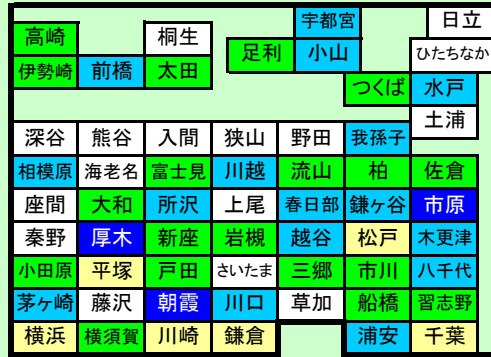 宇都宮 日立
高崎 桐生 足利 小山 ひたちなか
伊勢崎 前橋 太田 つくば 水戸
土浦
深谷 熊谷 入間 狭山 野田 我孫子
相模原 海老名 富士見 川越 流山 柏 佐倉
座間 大和 所沢 上尾 春日部 鎌ヶ谷 市原
秦野 厚木 新座 岩槻 越谷 松戸 木更津
小田原 平塚 戸田 さいたま 三郷 市川 八千代
茅ヶ崎 藤沢 朝霞 川口 草加 船橋 習志野
横浜 横須賀 川崎 鎌倉 浦安 千葉